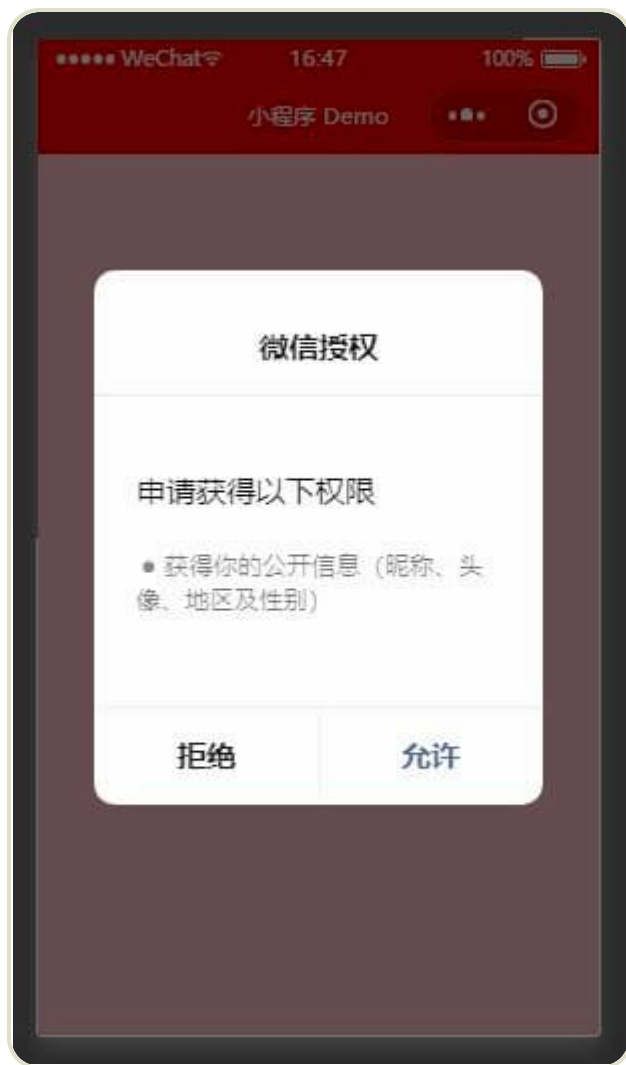 ●●●●● WeChat 16:47 100%
小程序 Demo
微信授权
申请获得以下权限
● 获得你的公开信息（昵称、头
像、地区及性别）
拒绝 允许